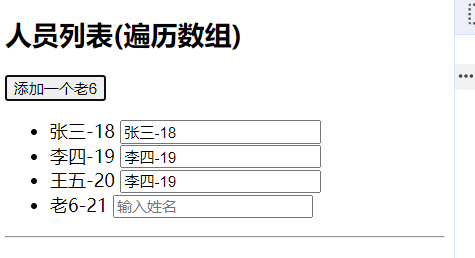 人员列表(遍历数组)
添加一个老6
张三-18 张三-18
李四-19 李四-19
王五-20 李四-19
老6-21 输入姓名